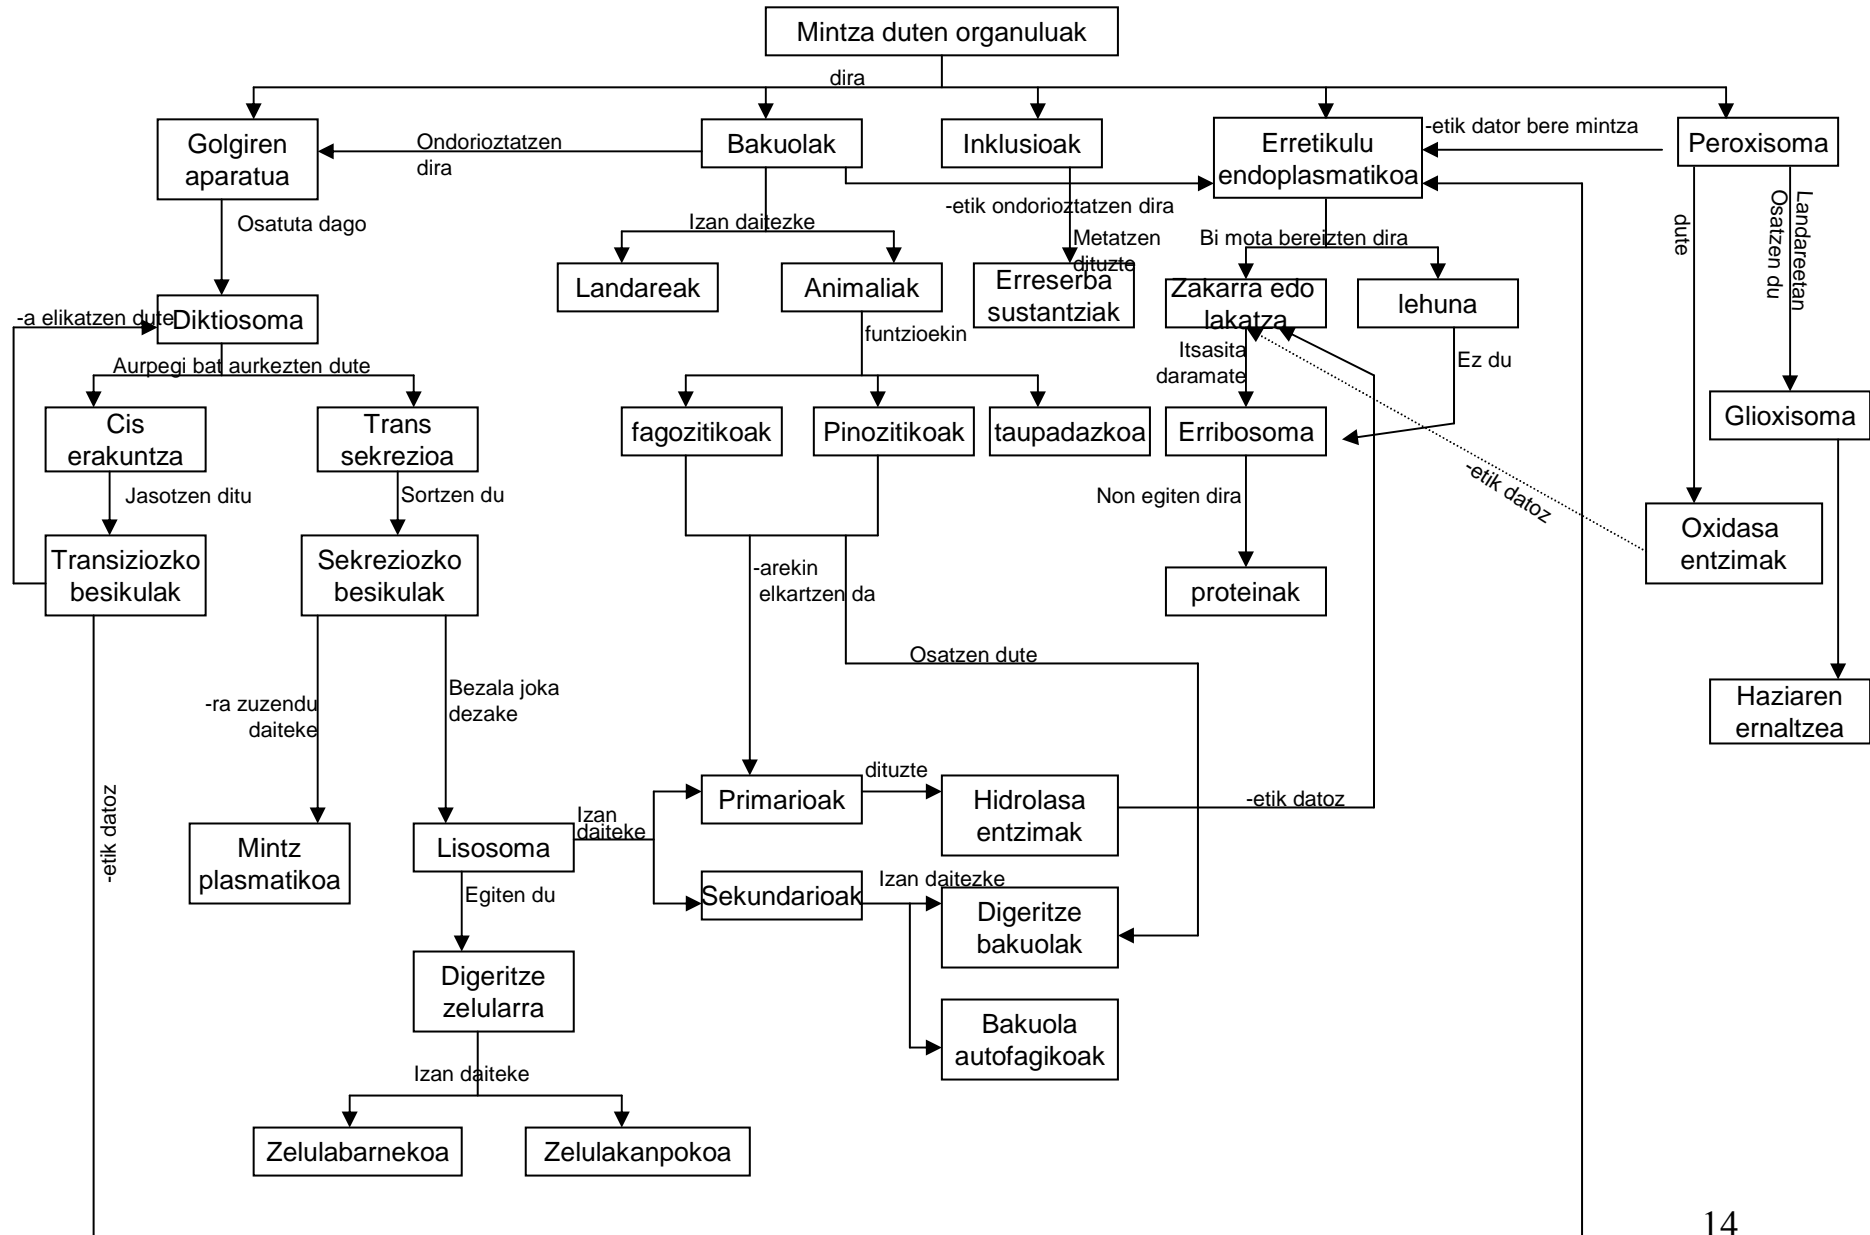 Mintza duten organuluak
dira
Golgiren
aparatua
Ondorioztatzen
dira
Bakuolak
Inklusioak
Erretikulu
endoplasmatikoa
-etik dator bere mintza
Peroxisoma
Osatuta dago
Izan daitezke
-etik ondorioztatzen dira
Metatzen
dituzte
Bi mota bereizten dira
dute
Landareetan
Osatzen du
Landareak
Animaliak
Erreserba
sustantziak
Zakarra edo
lakatza
lehuna
-a elikatzen dute
Diktiosoma
funtzioekin
Itsasita
daramate
Ez du
Aurpegi bat aurkezten dute
Cis
erakuntza
Trans
sekrezioa
fagozitikoak
Pinozitikoak
taupadazkoa
Erribosoma
Glioxisoma
Jasotzen ditu
Sortzen du
Non egiten dira
-etik datoz
Transiziozko
besikulak
Sekreziozko
besikulak
-arekin
elkartzen da
proteinak
Oxidasa
entzimak
Osatzen dute
-ra zuzendu
daiteke
Bezala joka
dezake
Haziaren
ernaltzea
-etik datoz
Mintz
plasmatikoa
Lisosoma
Izan
daiteke
Primarioak
dituzte
Hidrolasa
entzimak
-etik datoz
Egiten du
Sekundarioak
Izan daitezke
Digeritze
bakuolak
Digeritze
zelularra
Bakuola
autofagikoak
Izan daiteke
Zelulabarnekoa
Zelulakanpokoa
14